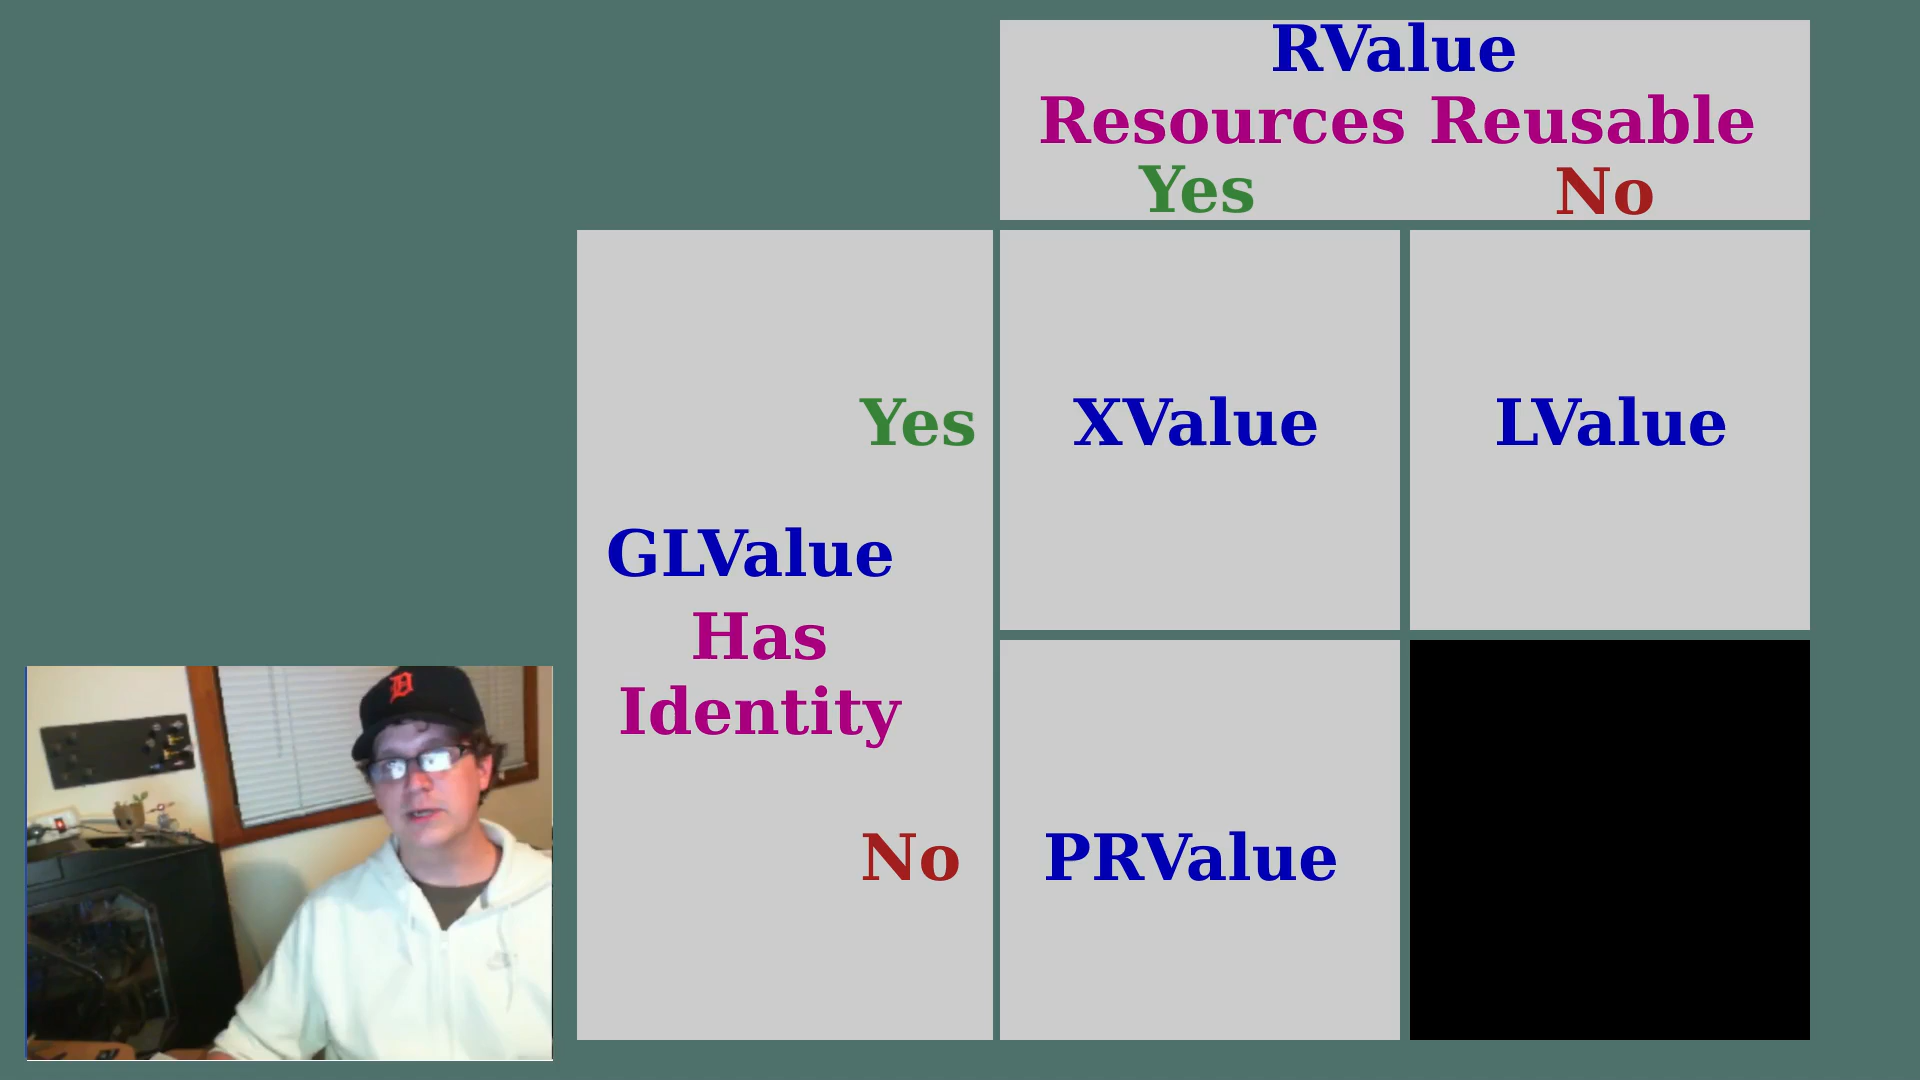 RValue
Resources Reusable
Yes No
Yes XValue LValue
GLValue
Has
Identity
No PRValue
D